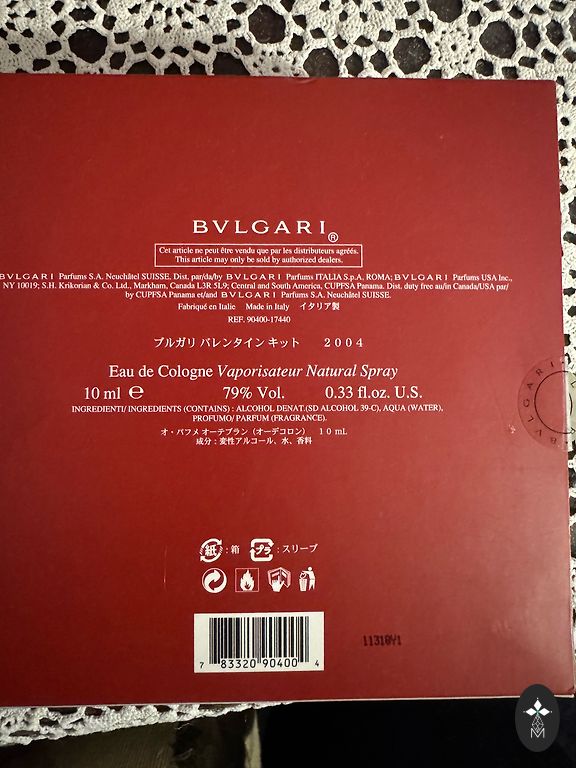 BVLGARI®
Cet article ne peut être vendu que par les distributeurs agréés.
This article may only be sold by authorized dealers.
BVLGARI Parfums S.A. Neuchâtel SUISSE. Dist. par/da/by BVLGARI Parfums ITALIA S.p.A. ROMA; BVLGARI Parfums USA Inc.,
NY 10019; S.H. Krikorian & Co. Ltd., Markham, Canada L3R 5L9; Central and South America, CUPFSA Panama. Dist. duty free au/in Canada/USA par/
by CUPFSA Panama et/and BVLGARI Parfums S.A. Neuchâtel SUISSE.
Fabriqué en Italie Made in Italy イタリア製
REF. 90400-17440
ブルガリ バレンタイン キット 2004
Eau de Cologne Vaporisateur Natural Spray
10 ml ℮ 79% Vol. 0.33 fl.oz. U.S.
INGREDIENTI/ INGREDIENTS (CONTAINS) : ALCOHOL DENAT.(SD ALCOHOL 39-C), AQUA (WATER),
PROFUMO/ PARFUM (FRAGRANCE).
オ・パフメ オーテブラン（オーデコロン） 10mL
成分：変性アルコール、水、香料
紙：箱 プラ：スリーブ
7 83320 90400 4
11318Y1
BVLGARI
M